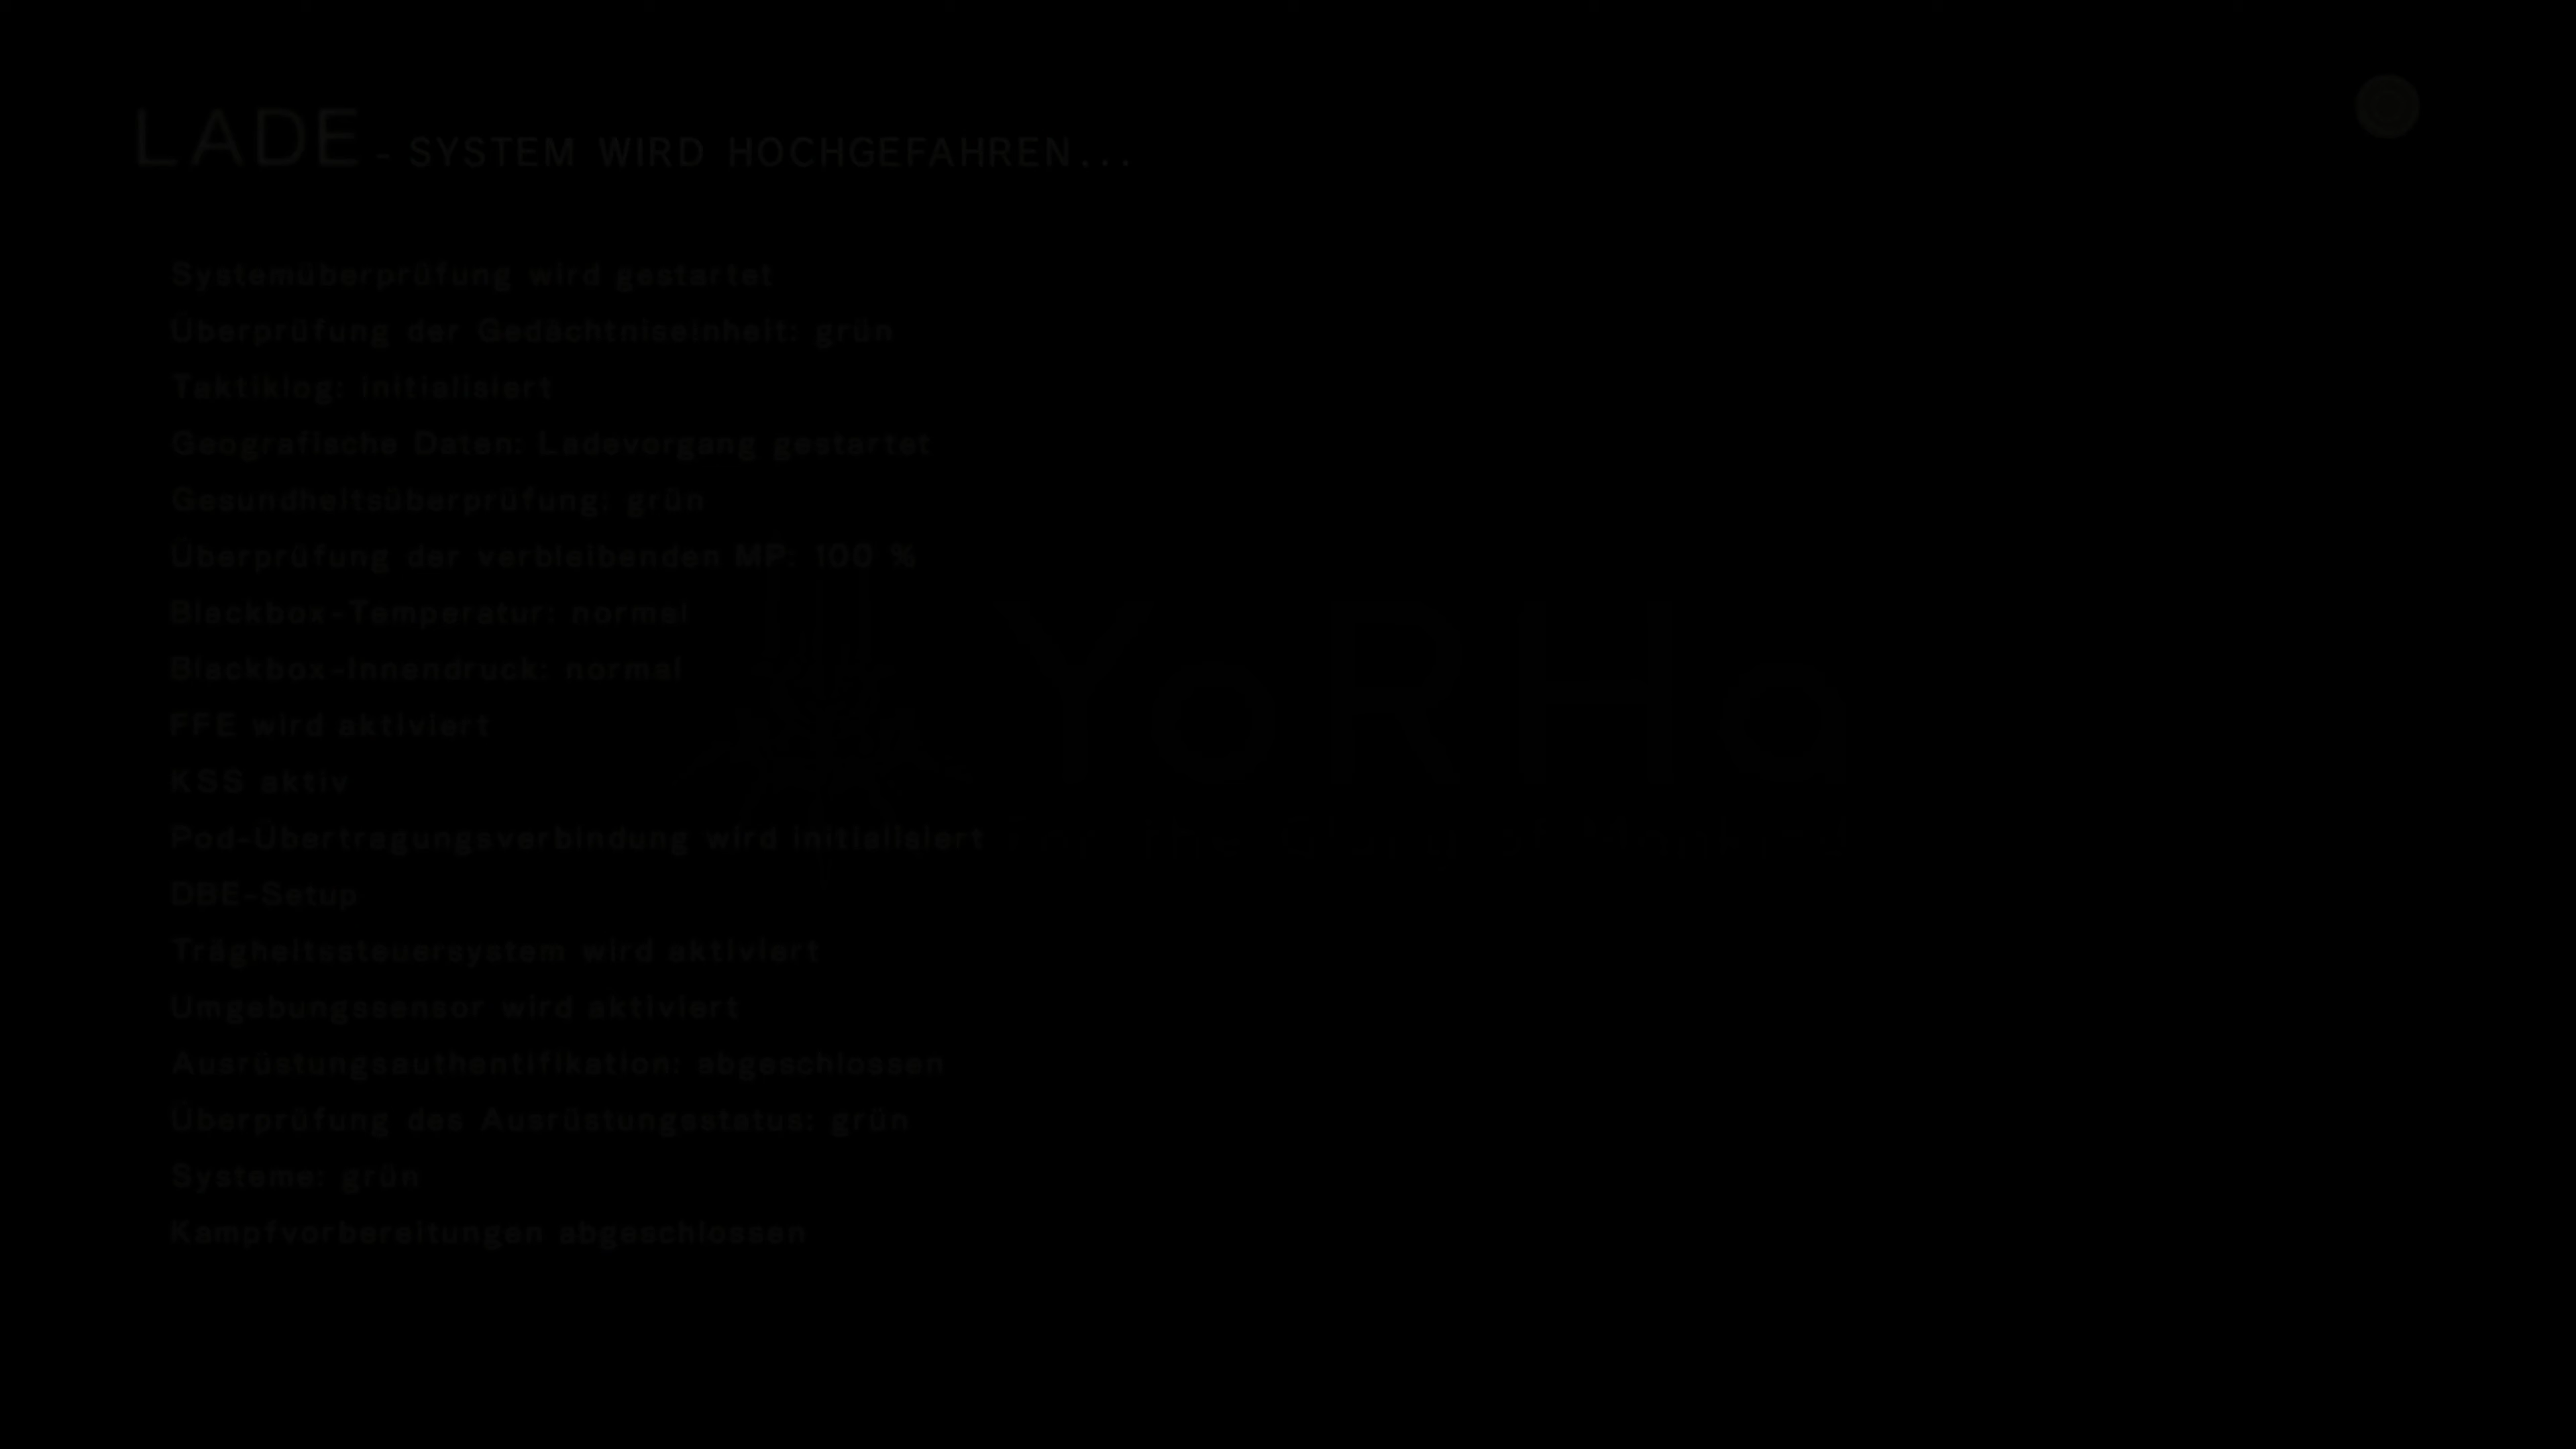 LADE - SYSTEM WIRD HOCHGEFAHREN...
Systemüberprüfung wird gestartet
Überprüfung der Gedächtniseinheit: grün
Taktiklog: initialisiert
Geografische Daten: Ladevorgang gestartet
Gesundheitsüberprüfung: grün
Überprüfung der verbleibenden MP: 100 %
Blackbox-Temperatur: normal
Blackbox-Innendruck: normal
FFE wird aktiviert
KSS aktiv
Pod-Übertragungsverbindung wird initialisiert
DBE-Setup
Trägheitssteuersystem wird aktiviert
Umgebungssensor wird aktiviert
Ausrüstungsauthentifikation: abgeschlossen
Überprüfung des Ausrüstungsstatus: grün
Systeme: grün
Kampfvorbereitungen abgeschlossen
YoRHa